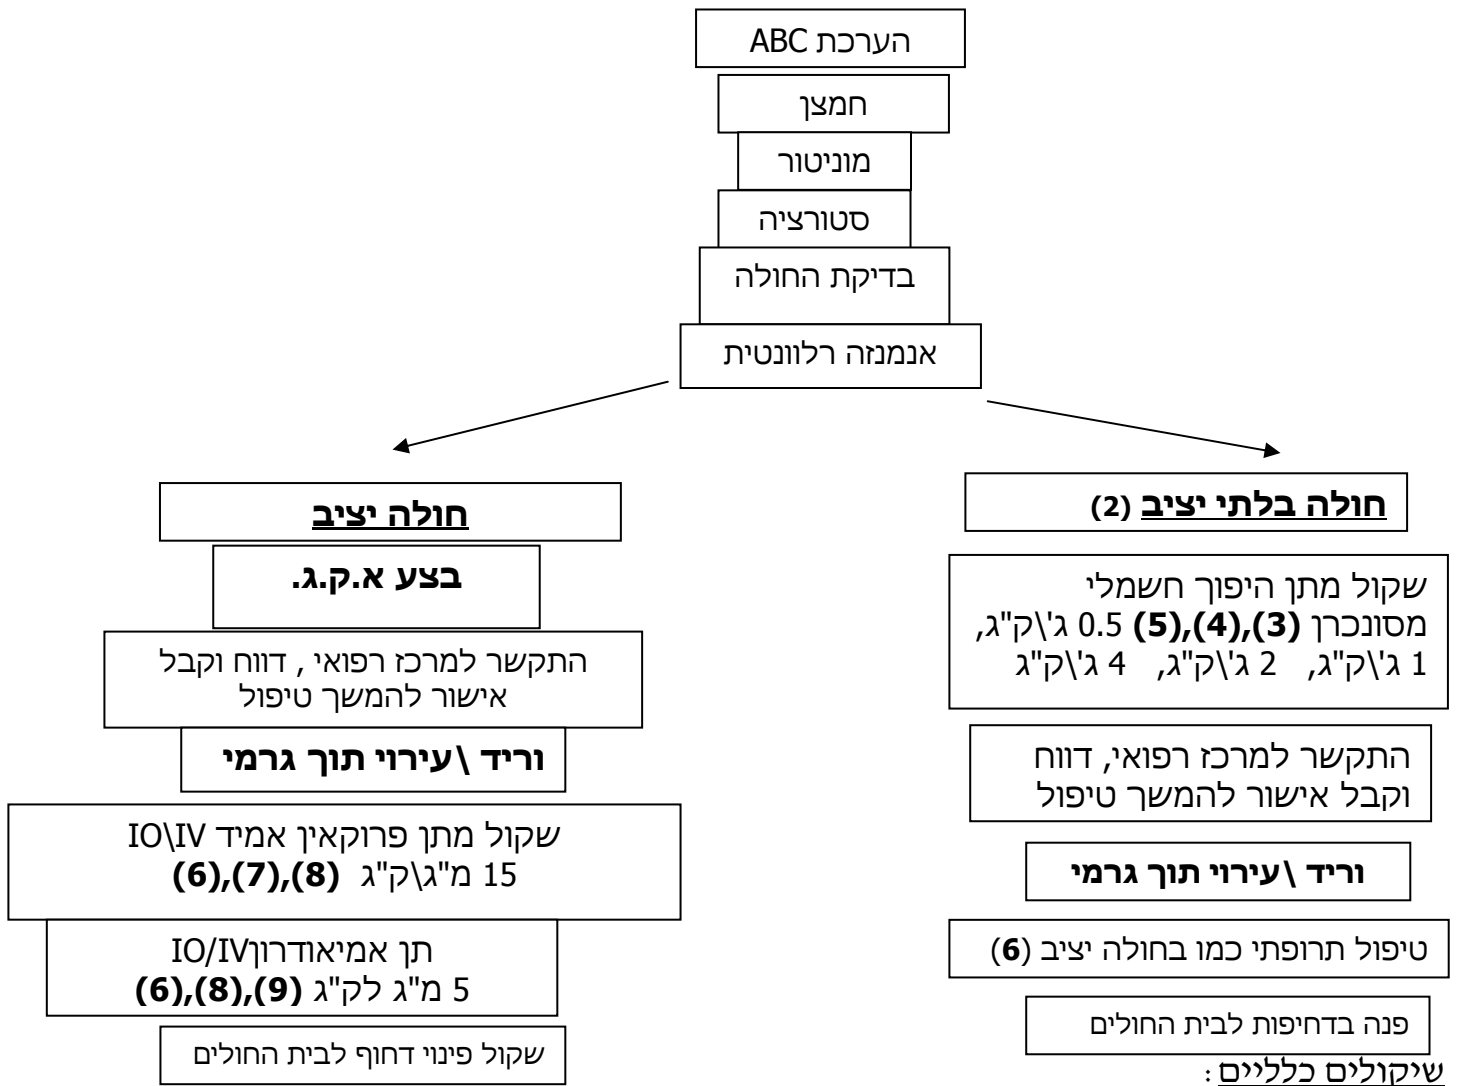 הערכת ABC
חמצן
מוניטור
סטורציה
בדיקת החולה
אנמנזה רלוונטית
חולה בלתי יציב (2)
שקול מתן היפוך חשמלי
מסונכרן (3),(4),(5) 0.5 ג'\ק"ג,
1 ג'\ק"ג, 2 ג'\ק"ג, 4 ג'\ק"ג
התקשר למרכז רפואי, דווח
וקבל אישור להמשך טיפול
וריד \עירוי תוך גרמי
טיפול תרופתי כמו בחולה יציב (6)
פנה בדחיפות לבית החולים
חולה יציב
בצע א.ק.ג.
התקשר למרכז רפואי , דווח וקבל
אישור להמשך טיפול
וריד \עירוי תוך גרמי
שקול מתן פרוקאין אמיד IO\IV
15 מ"ג\ק"ג (6),(7),(8)
תן אמיאודרוןIO/IV
5 מ"ג לק"ג (6),(8),(9)
שקול פינוי דחוף לבית החולים
שיקולים כלליים :